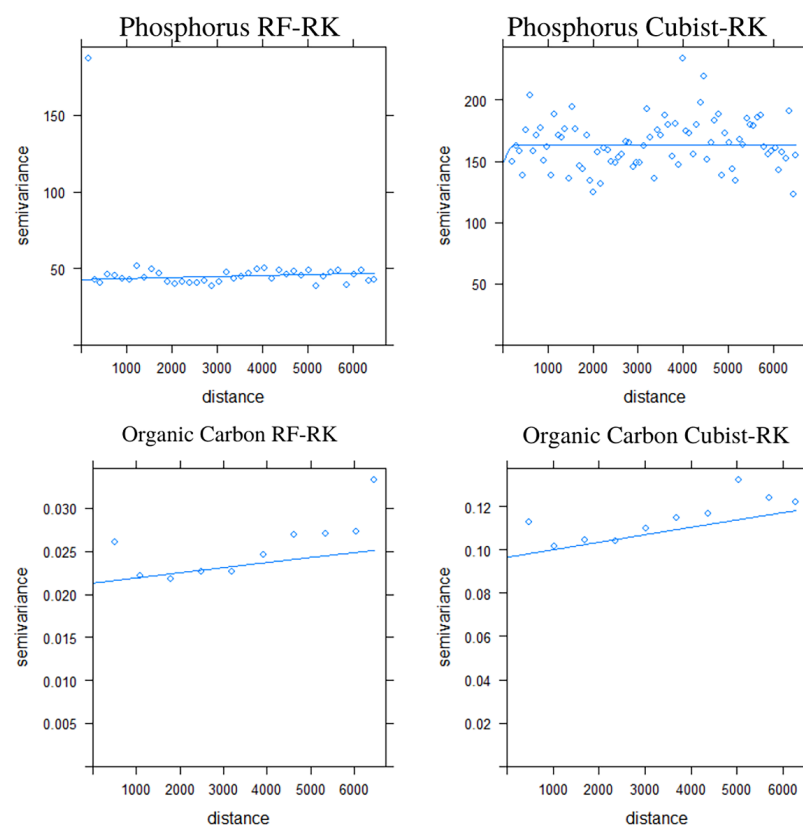 Phosphorus RF-RK
150
100
50
semivariance
1000 2000 3000 4000 5000 6000
distance
Phosphorus Cubist-RK
200
150
100
50
semivariance
1000 2000 3000 4000 5000 6000
distance
Organic Carbon RF-RK
0.030
0.025
0.020
0.015
0.010
0.005
semivariance
1000 2000 3000 4000 5000 6000
distance
Organic Carbon Cubist-RK
0.12
0.10
0.08
0.06
0.04
0.02
semivariance
1000 2000 3000 4000 5000 6000
distance